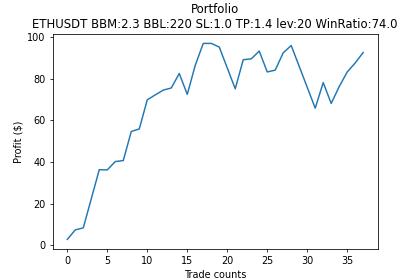 Portfolio
ETHUSDT BBM:2.3 BBL:220 SL:1.0 TP:1.4 lev:20 WinRatio:74.0
100
80
60
40
20
0
Profit ($)
0 5 10 15 20 25 30 35
Trade counts